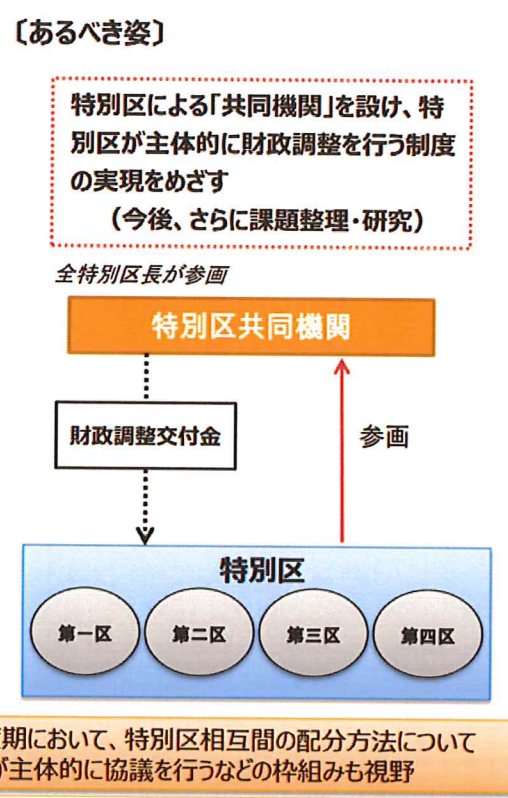 〔あるべき姿〕
特別区による「共同機関」を設け、特
別区が主体的に財政調整を行う制度
の実現をめざす
（今後、さらに課題整理・研究）
全特別区長が参画
特別区共同機関
財政調整交付金
参画
特別区
第一区 第二区 第三区 第四区
期において、特別区相互間の配分方法について
が主体的に協議を行うなどの枠組みも視野